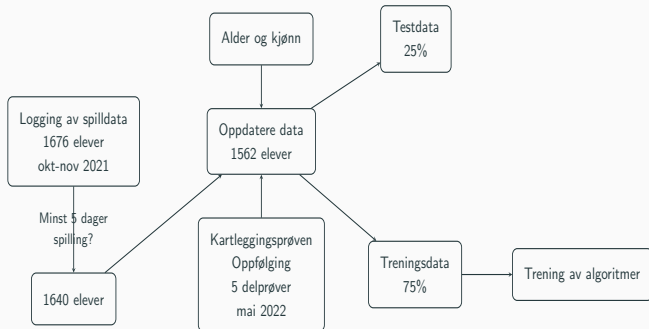 Alder og kjønn
Testdata
25%
Logging av spilldata
1676 elever
okt-nov 2021
Oppdatere data
1562 elever
Minst 5 dager
spilling?
Kartleggingsprøven
Oppfølging
5 delprøver
mai 2022
1640 elever
Treningsdata
75%
Trening av algoritmer